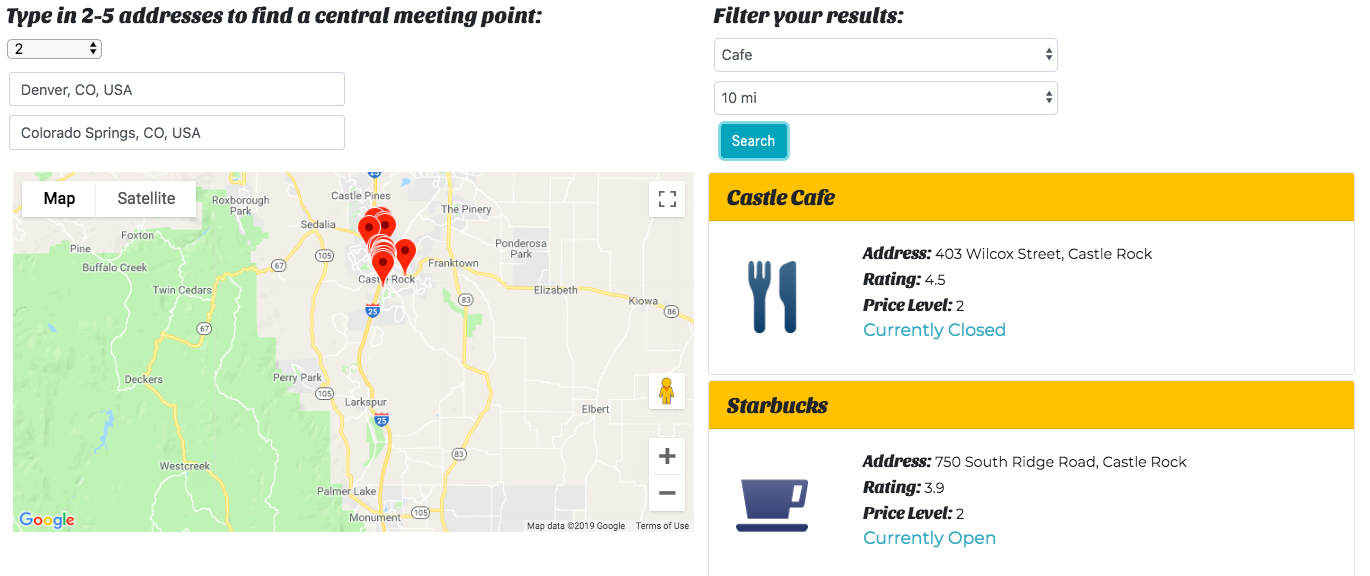 Type in 2-5 addresses to find a central meeting point:
2
Denver, CO, USA
Colorado Springs, CO, USA
Filter your results:
Cafe
10 mi
Search
Map
Satellite
Roxborough
Park
Castle Pines
The Pinery
Sedalia
Foxton
Pine
Buffalo Creek
Ponderosa
Park
105
67
Franktown
Castle Rock
Twin Cedars
Elizabeth
Kiowa
83
86
25
67
Deckers
Perry Park
105
Larkspur
25
Elbert
83
Westcreek
Palmer Lake
Monument
105
Google
Map data ©2019 Google
Terms of Use
Castle Cafe
Address: 403 Wilcox Street, Castle Rock
Rating: 4.5
Price Level: 2
Currently Closed
Starbucks
Address: 750 South Ridge Road, Castle Rock
Rating: 3.9
Price Level: 2
Currently Open